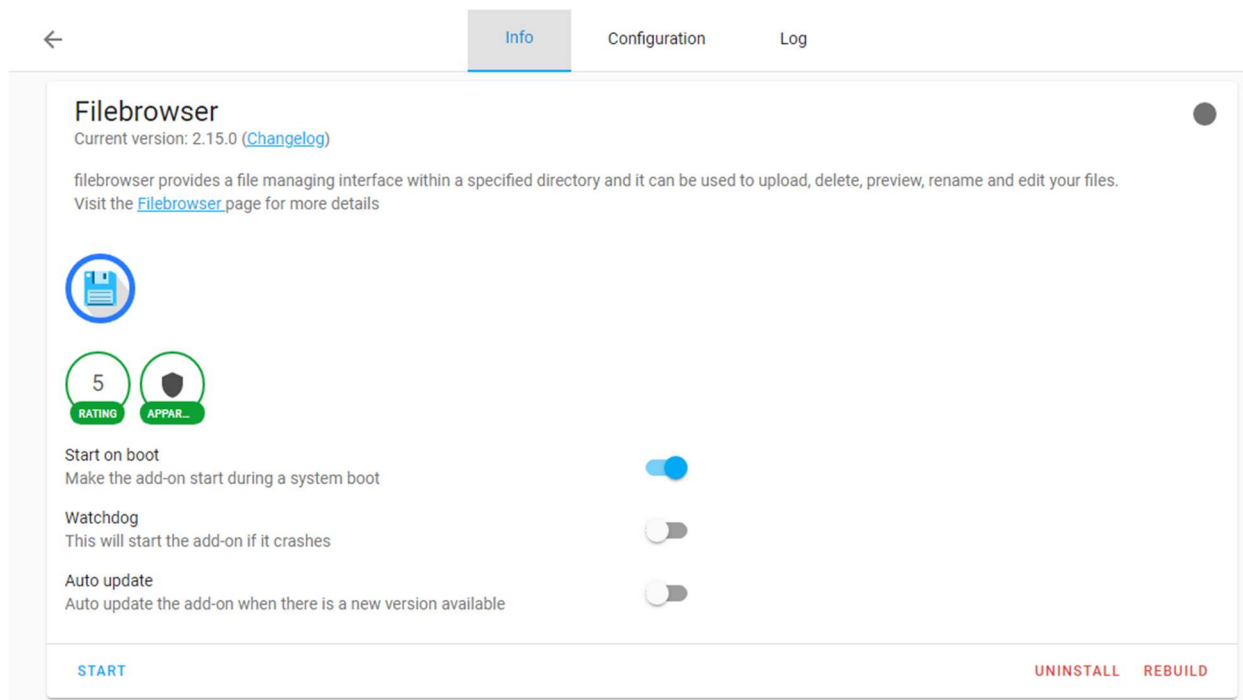 Info Configuration Log
Filebrowser
Current version: 2.15.0 (Changelog)
filebrowser provides a file managing interface within a specified directory and it can be used to upload, delete, preview, rename and edit your files.
Visit the Filebrowser page for more details
5
RATING
APPAR...
Start on boot
Make the add-on start during a system boot
Watchdog
This will start the add-on if it crashes
Auto update
Auto update the add-on when there is a new version available
START UNINSTALL REBUILD